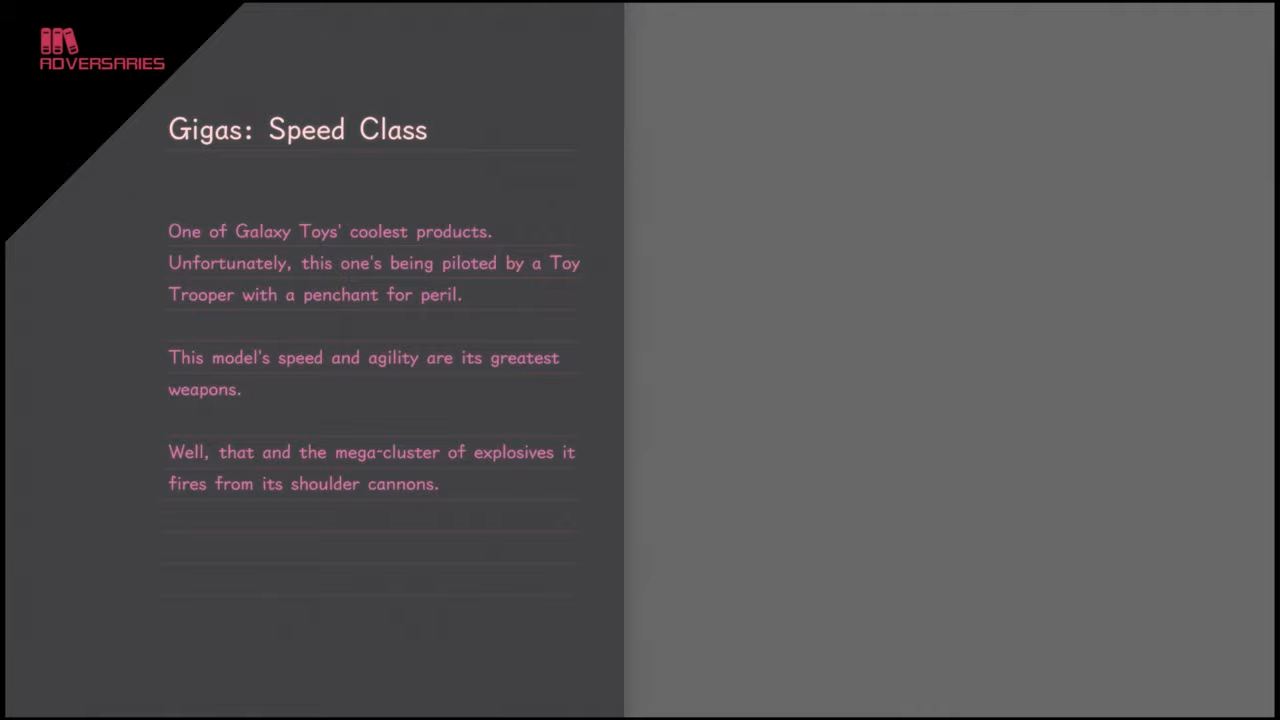 ADVERSARIES
Gigas: Speed Class
One of Galaxy Toys' coolest products.
Unfortunately, this one's being piloted by a Toy
Trooper with a penchant for peril.
This model's speed and agility are its greatest
weapons.
Well, that and the mega-cluster of explosives it
fires from its shoulder cannons.